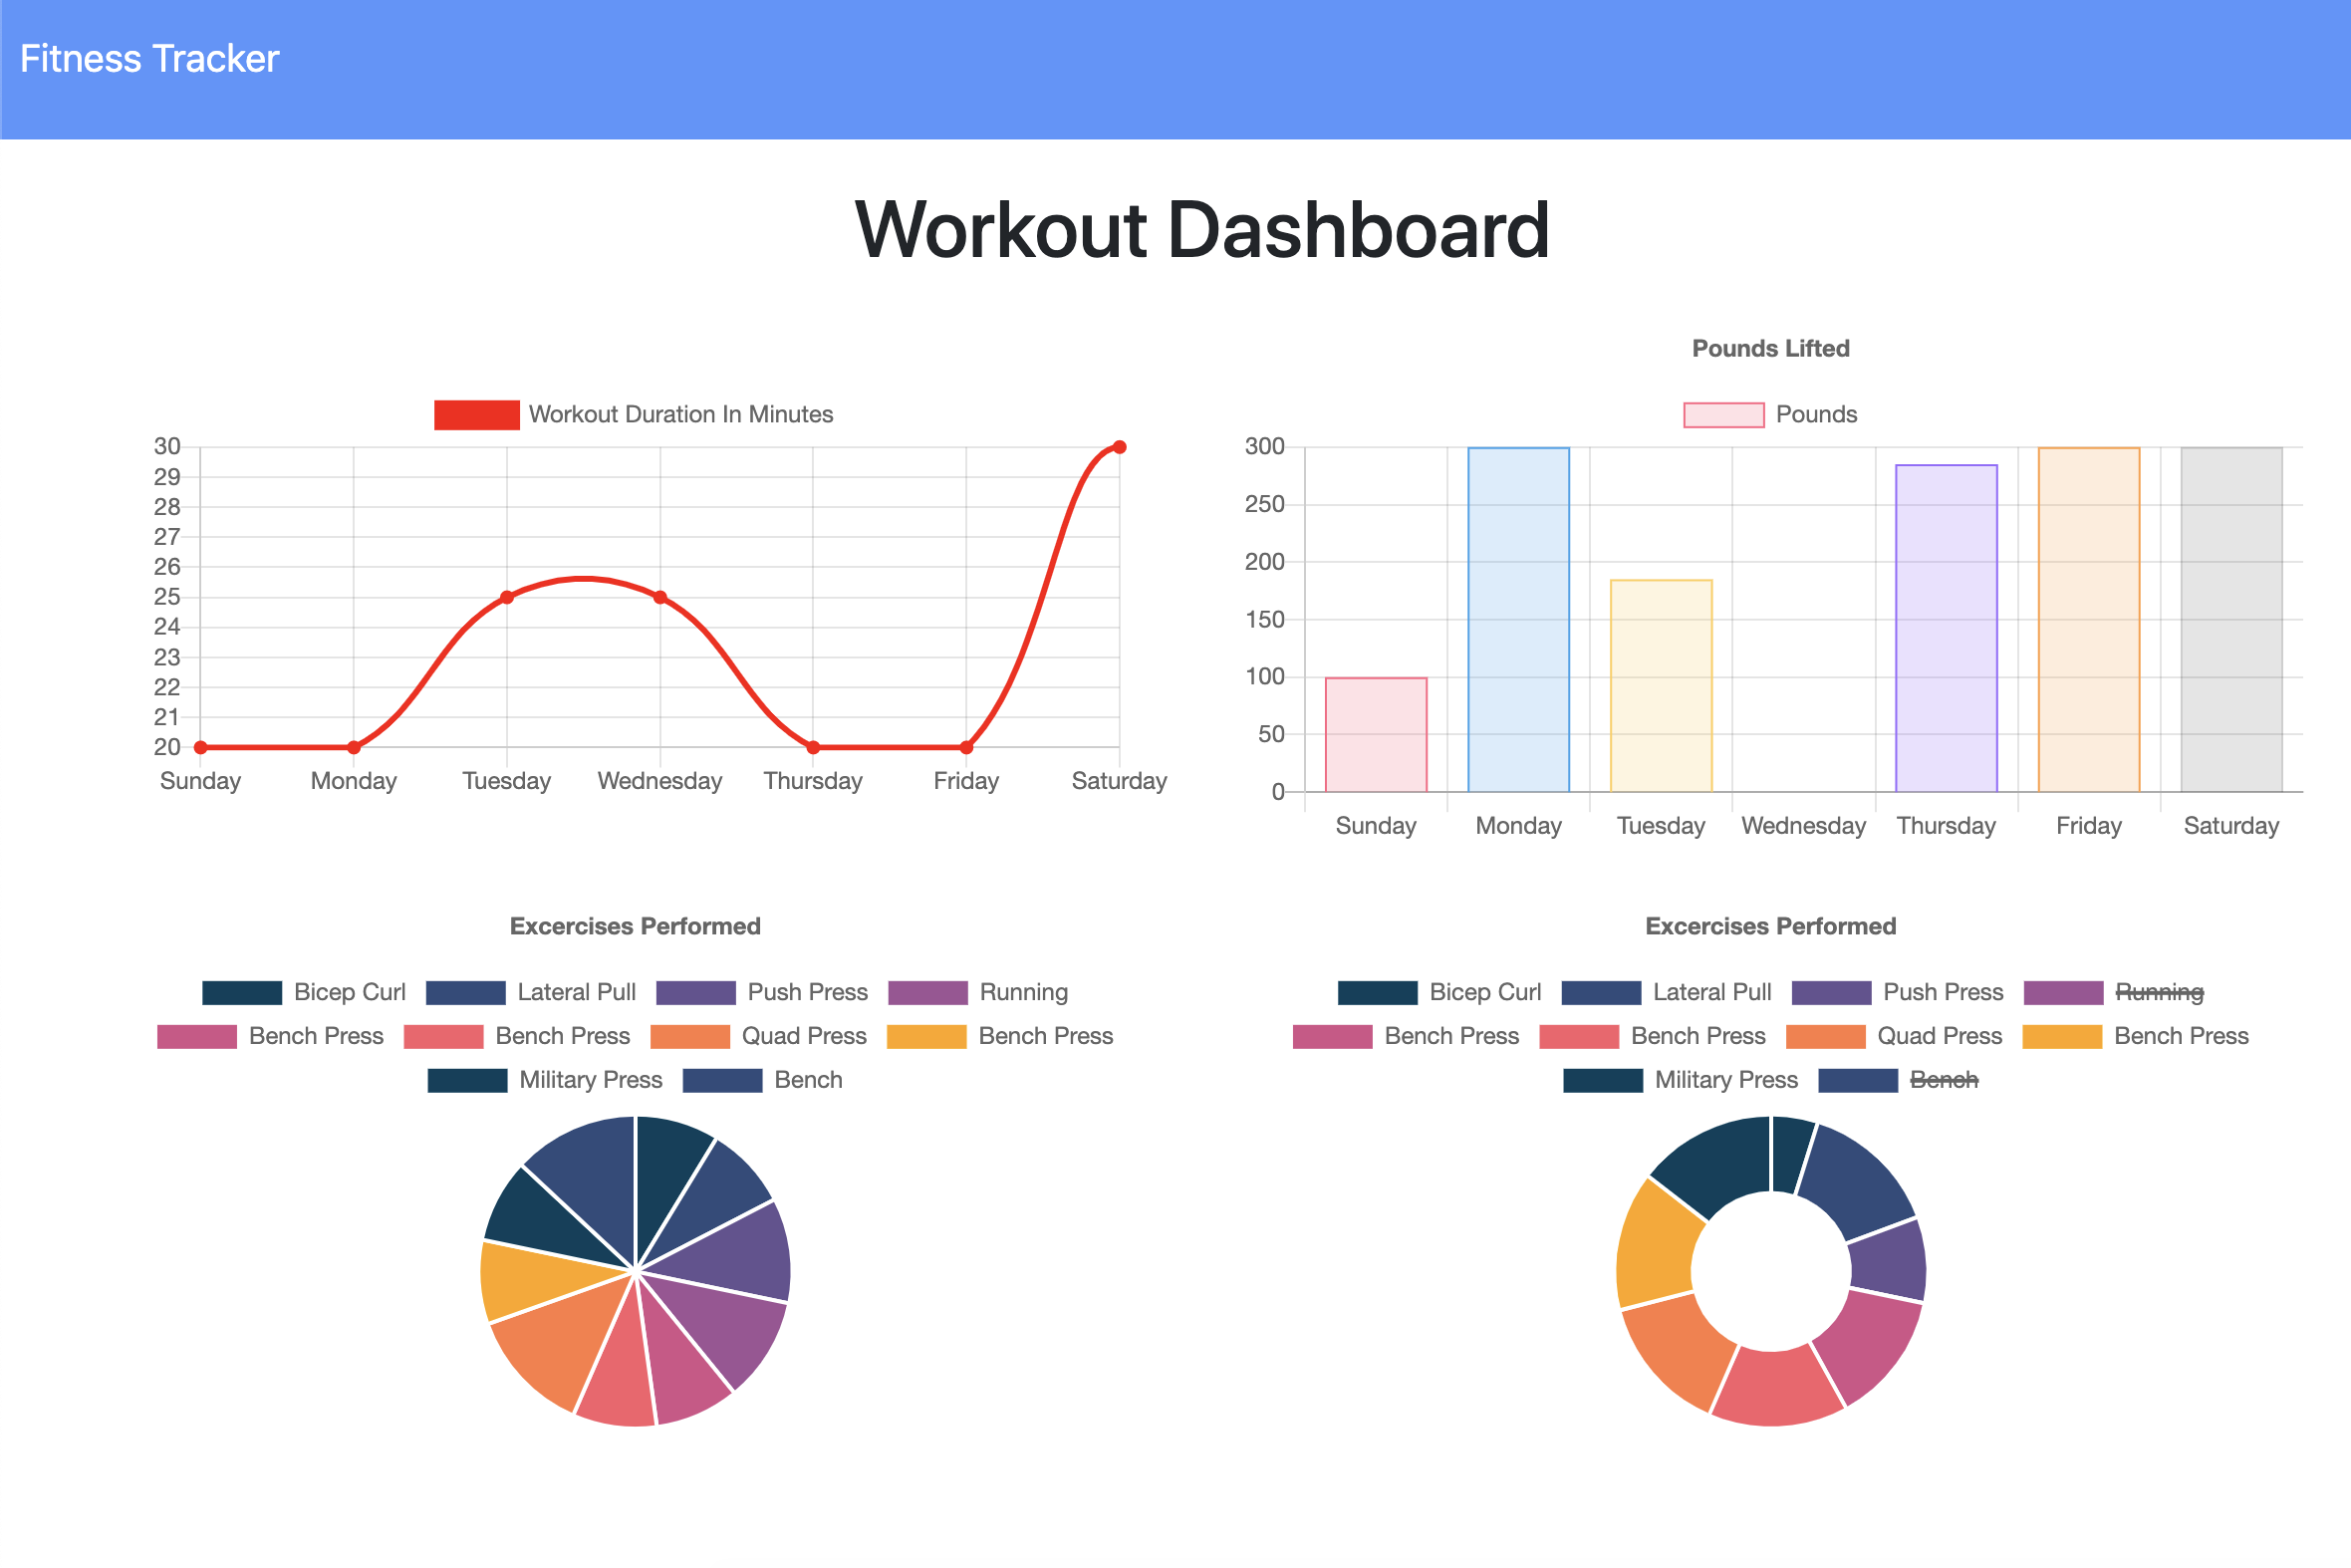 Fitness Tracker
Workout Dashboard
Workout Duration In Minutes
30
29
28
27
26
25
24
23
22
21
20
Sunday Monday Tuesday Wednesday Thursday Friday Saturday
Pounds Lifted
Pounds
300
250
200
150
100
50
0
Sunday Monday Tuesday Wednesday Thursday Friday Saturday
Excercises Performed
Bicep Curl Lateral Pull Push Press Running
Bench Press Bench Press Quad Press Bench Press
Military Press Bench
Excercises Performed
Bicep Curl Lateral Pull Push Press Running
Bench Press Bench Press Quad Press Bench Press
Military Press Bench